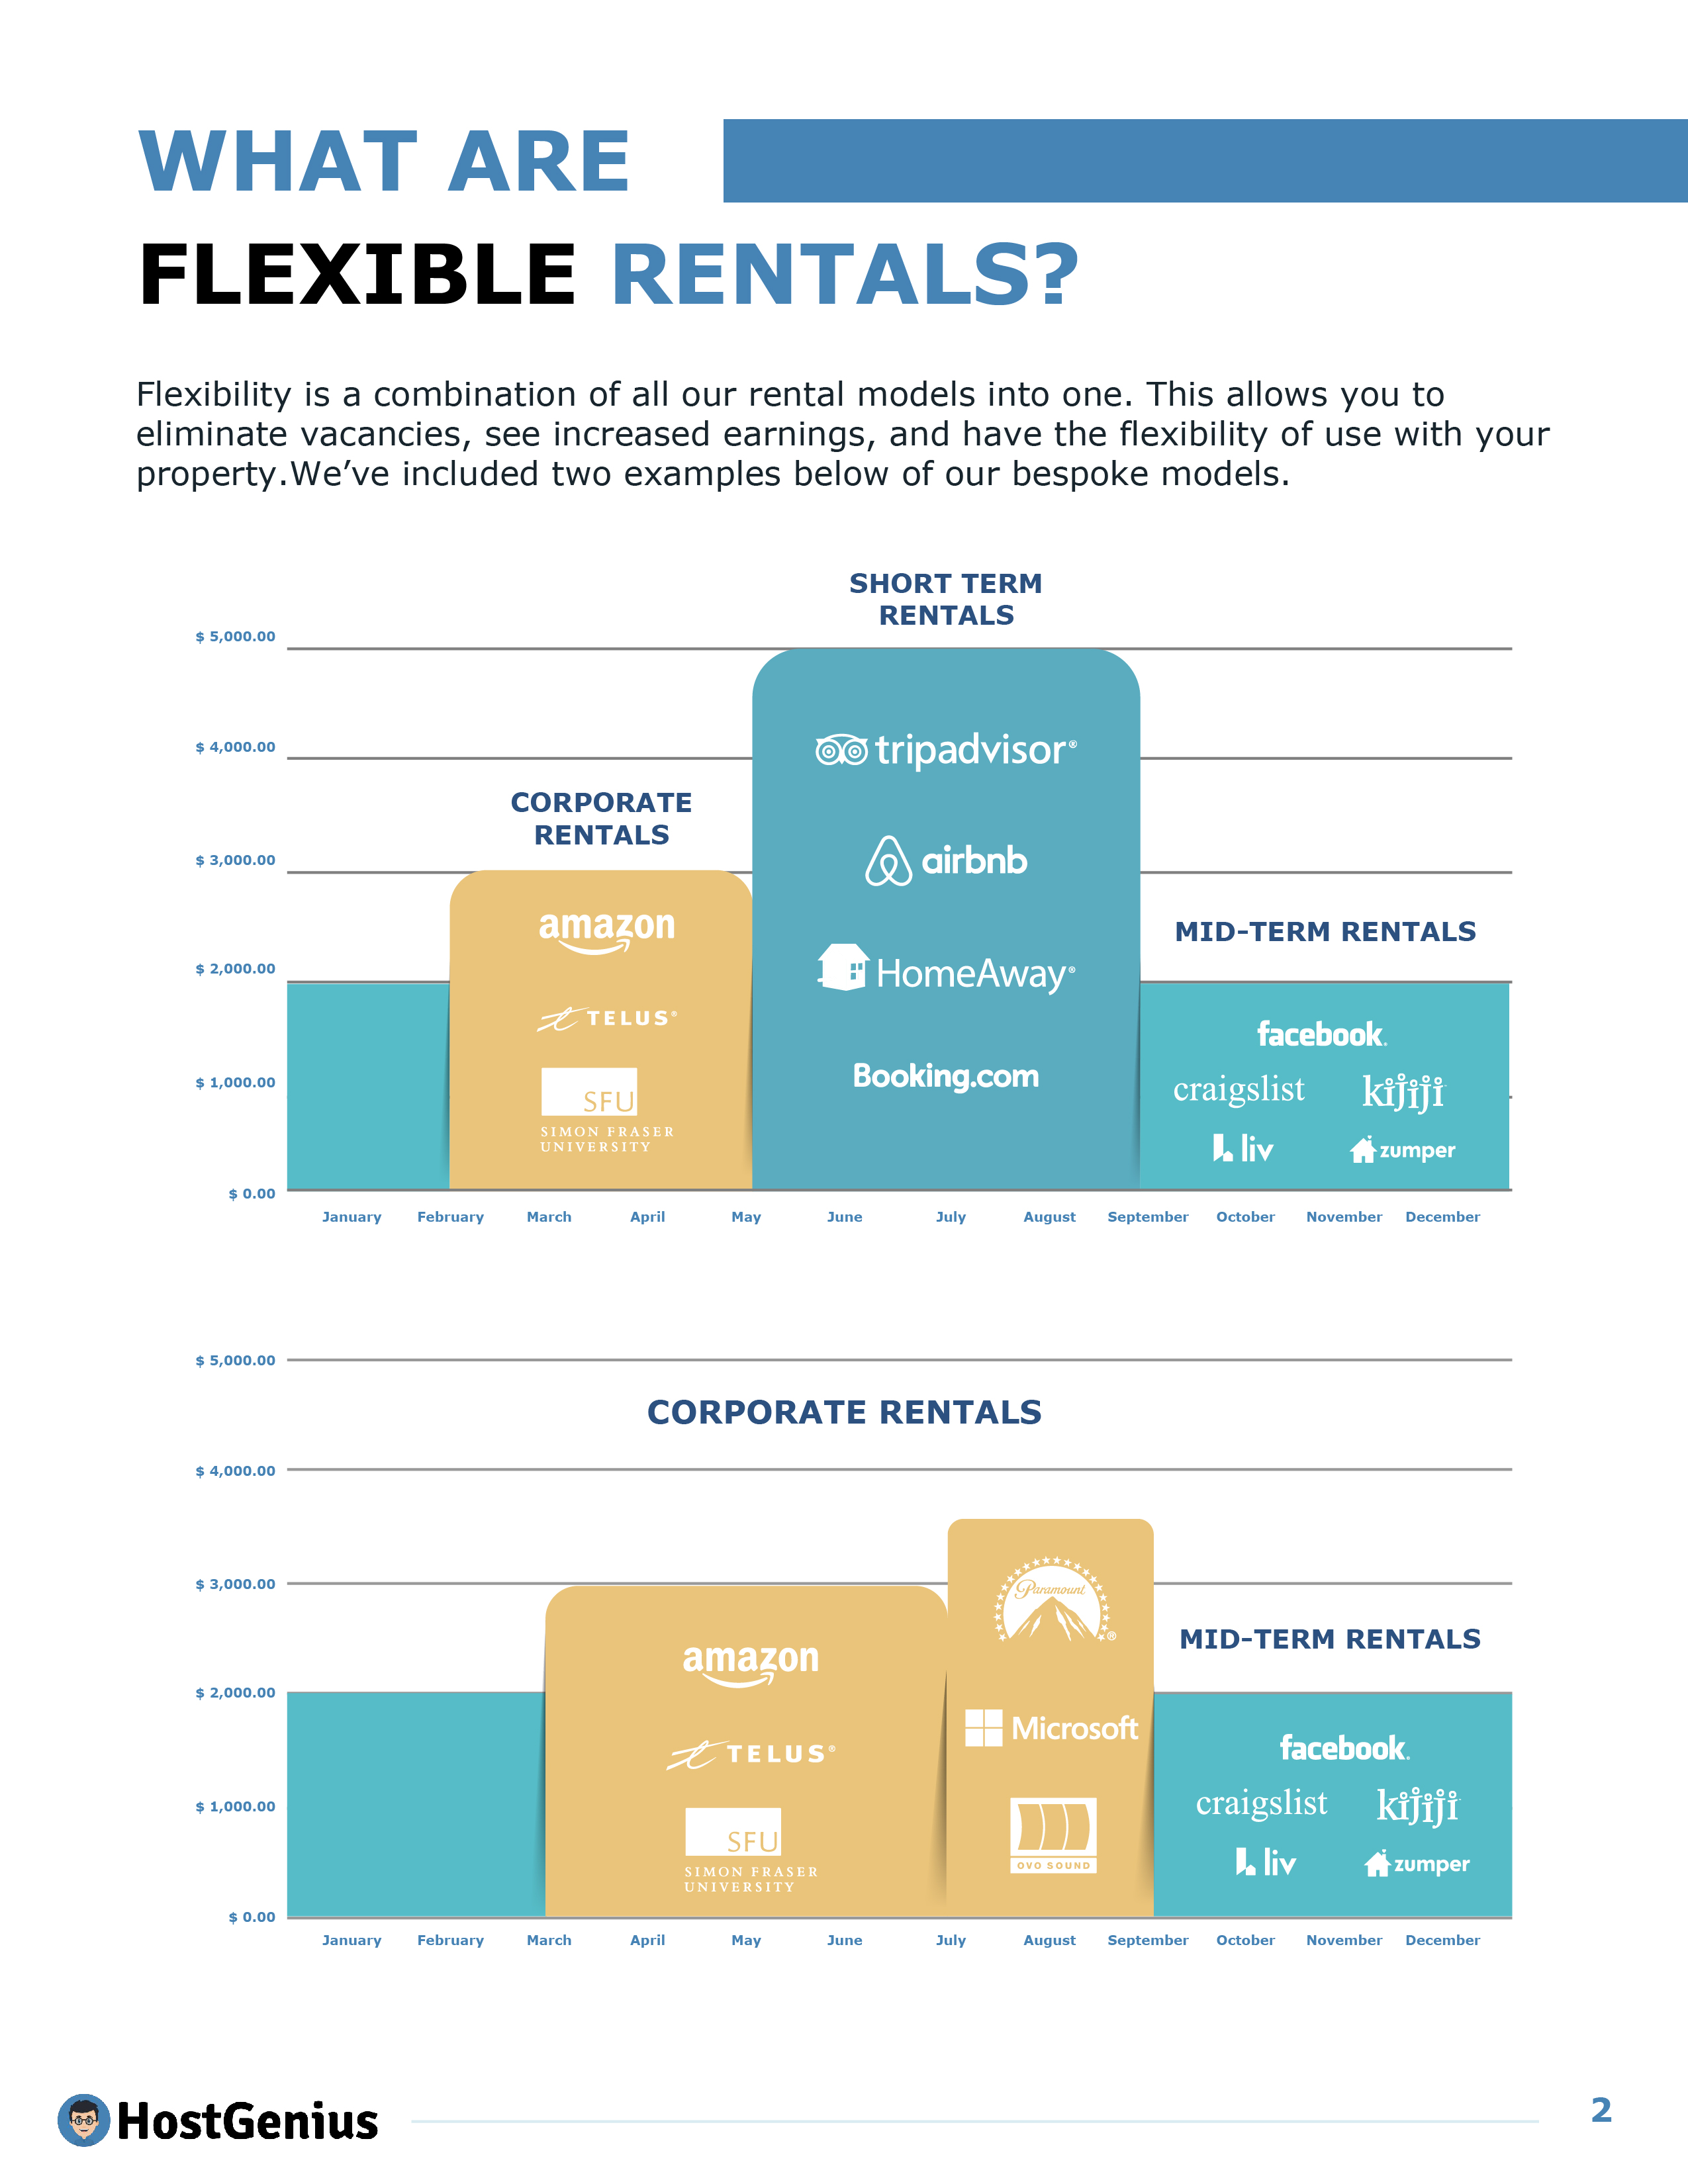 WHAT ARE
FLEXIBLE RENTALS?
Flexibility is a combination of all our rental models into one. This allows you to
eliminate vacancies, see increased earnings, and have the flexibility of use with your
property.We’ve included two examples below of our bespoke models.
SHORT TERM
RENTALS
$ 5,000.00
$ 4,000.00
tripadvisor®
CORPORATE
RENTALS
$ 3,000.00
airbnb
amazon
MID-TERM RENTALS
$ 2,000.00
HomeAway®
TELUS®
facebook.
$ 1,000.00
Booking.com
craigslist
kijiji
SFU
SIMON FRASER
UNIVERSITY
liv
zumper
$ 0.00
January February March April May June July August September October November December
$ 5,000.00
CORPORATE RENTALS
$ 4,000.00
$ 3,000.00
Paramount
®
MID-TERM RENTALS
amazon
$ 2,000.00
Microsoft
TELUS®
facebook.
$ 1,000.00
craigslist
kijiji
SFU
SIMON FRASER
UNIVERSITY
OVO SOUND
liv
zumper
$ 0.00
January February March April May June July August September October November December
HostGenius
2